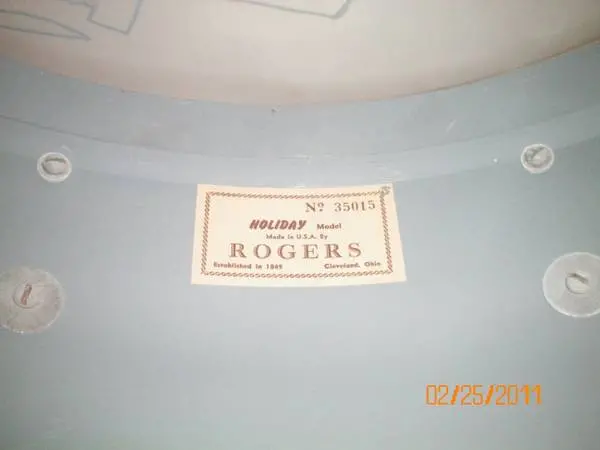 Nº 35015
HOLIDAY Model
Made in U.S.A. By
ROGERS
Established in 1849 Cleveland, Ohio
02/25/2011